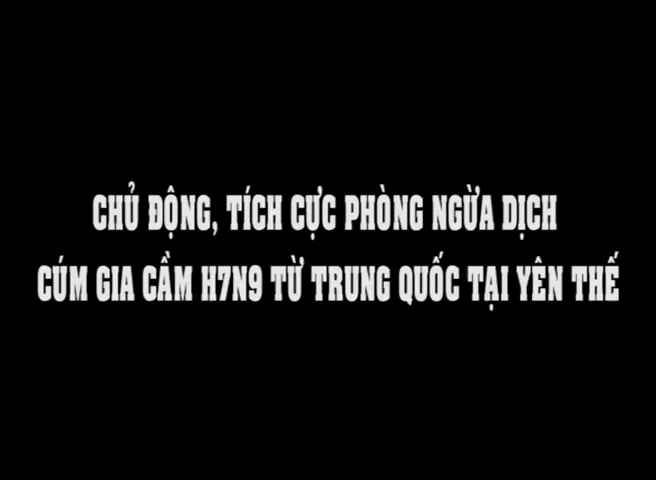 CHỦ ĐỘNG, TÍCH CỰC PHÒNG NGỪA DỊCH
CÚM GIA CẦM H7N9 TỪ TRUNG QUỐC TẠI YÊN THẾ